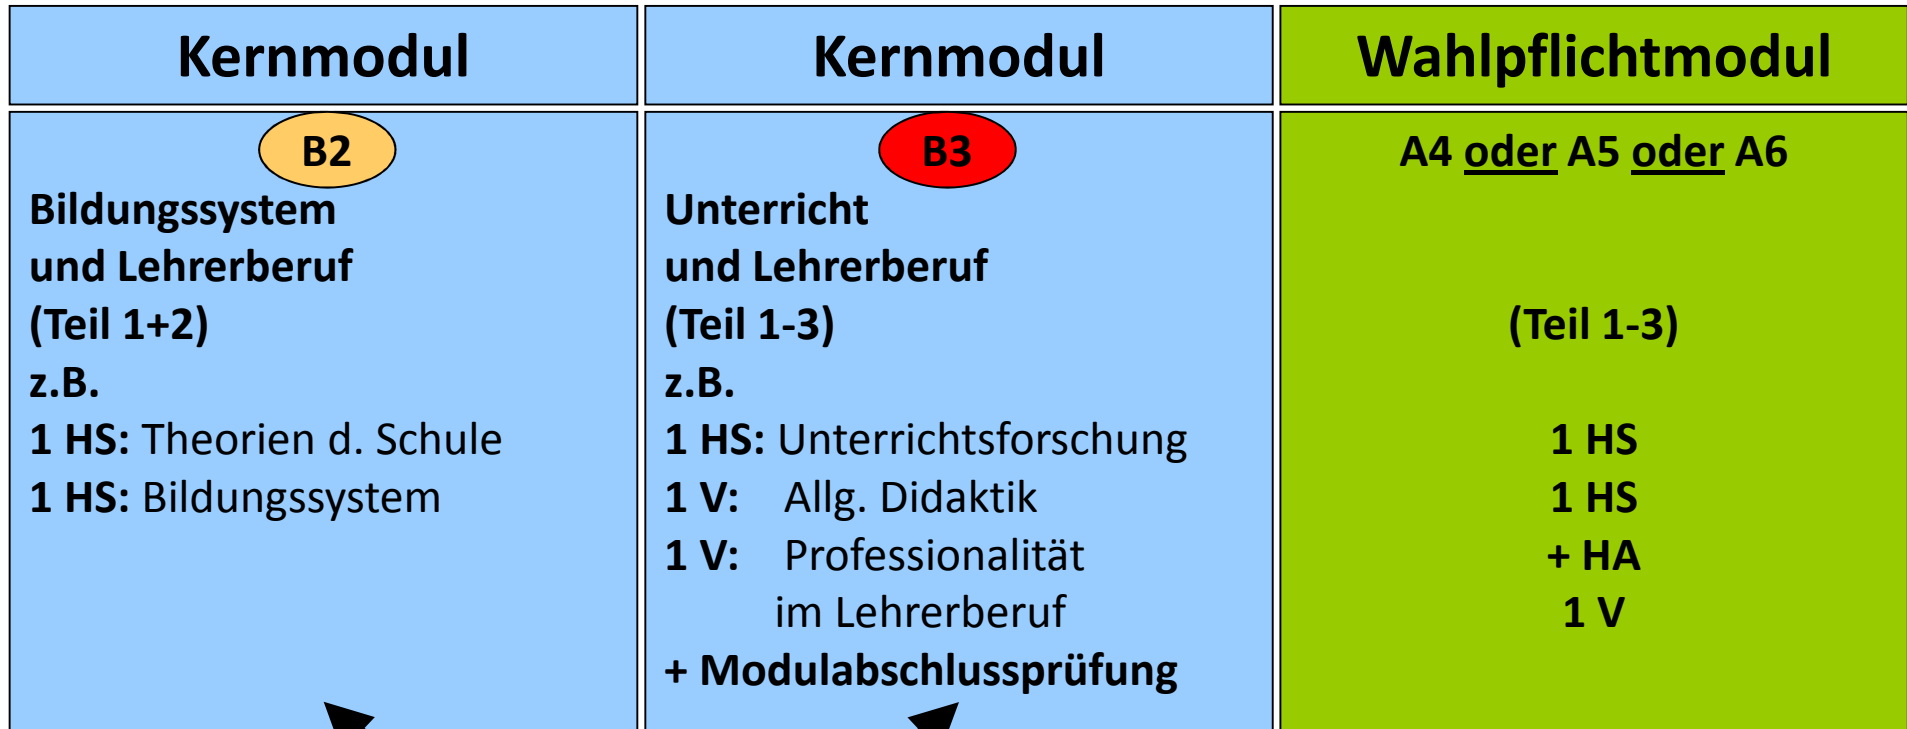 Kernmodul
Kernmodul
Wahlpflichtmodul
B2
Bildungssystem
und Lehrerberuf
(Teil 1+2)
z.B.
1 HS: Theorien d. Schule
1 HS: Bildungssystem
B3
Unterricht
und Lehrerberuf
(Teil 1-3)
z.B.
1 HS: Unterrichtsforschung
1 V: Allg. Didaktik
1 V: Professionalität
im Lehrerberuf
+ Modulabschlussprüfung
A4 oder A5 oder A6
(Teil 1-3)
1 HS
1 HS
+ HA
1 V